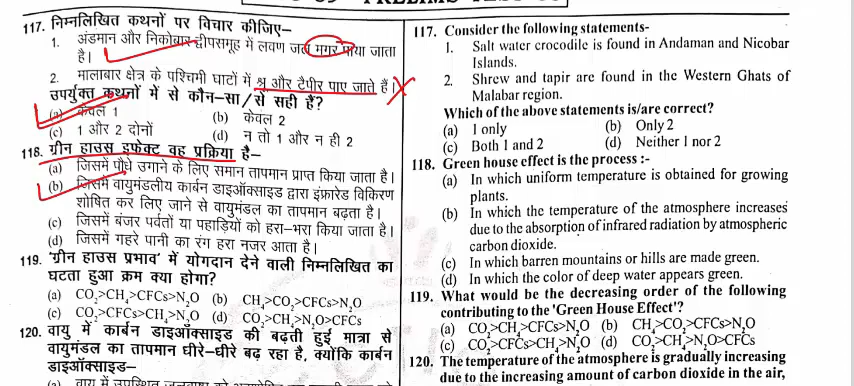 117. निम्नलिखित कथनों पर विचार कीजिए–
1. अंडमान और निकोबार द्वीपसमूह में लवण जल मगर पाया जाता
है।
2. मालाबार क्षेत्र के पश्चिमी घाटों में श्रू और टैपीर पाए जाते हैं।
उपर्युक्त कथनों में से कौन-सा/से सही हैं?
(a) केवल 1 (b) केवल 2
(c) 1 और 2 दोनों (d) न तो 1 और न ही 2
118. ग्रीन हाउस इफेक्ट वह प्रक्रिया है–
(a) जिसमें पौधे उगाने के लिए समान तापमान प्राप्त किया जाता है।
(b) जिसमें वायुमंडलीय कार्बन डाइऑक्साइड द्वारा इंफ्रारेड विकिरण
शोषित कर लिए जाने से वायुमंडल का तापमान बढ़ता है।
(c) जिसमें बंजर पर्वतों या पहाड़ियों को हरा-भरा किया जाता है।
(d) जिसमें गहरे पानी का रंग हरा नजर आता है।
119. 'ग्रीन हाउस प्रभाव' में योगदान देने वाली निम्नलिखित का
घटता हुआ क्रम क्या होगा?
(a) CO₂>CH₄>CFCs>N₂O (b) CH₄>CO₂>CFCs>N₂O
(c) CO₂>CFCs>CH₄>N₂O (d) CO₂>CH₄>N₂O>CFCs
120. वायु में कार्बन डाइऑक्साइड की बढ़ती हुई मात्रा से
वायुमंडल का तापमान धीरे-धीरे बढ़ रहा है, क्योंकि कार्बन
डाइऑक्साइड–
117. Consider the following statements-
1. Salt water crocodile is found in Andaman and Nicobar
Islands.
2. Shrew and tapir are found in the Western Ghats of
Malabar region.
Which of the above statements is/are correct?
(a) 1 only (b) Only 2
(c) Both 1 and 2 (d) Neither 1 nor 2
118. Green house effect is the process :-
(a) In which uniform temperature is obtained for growing
plants.
(b) In which the temperature of the atmosphere increases
due to the absorption of infrared radiation by atmospheric
carbon dioxide.
(c) In which barren mountains or hills are made green.
(d) In which the color of deep water appears green.
119. What would be the decreasing order of the following
contributing to the 'Green House Effect'?
(a) CO₂>CH₄>CFCs>N₂O (b) CH₄>CO₂>CFCs>N₂O
(c) CO₂>CFCs>CH₄>N₂O (d) CO₂>CH₄>N₂O>CFCs
120. The temperature of the atmosphere is gradually increasing
due to the increasing amount of carbon dioxide in the air,